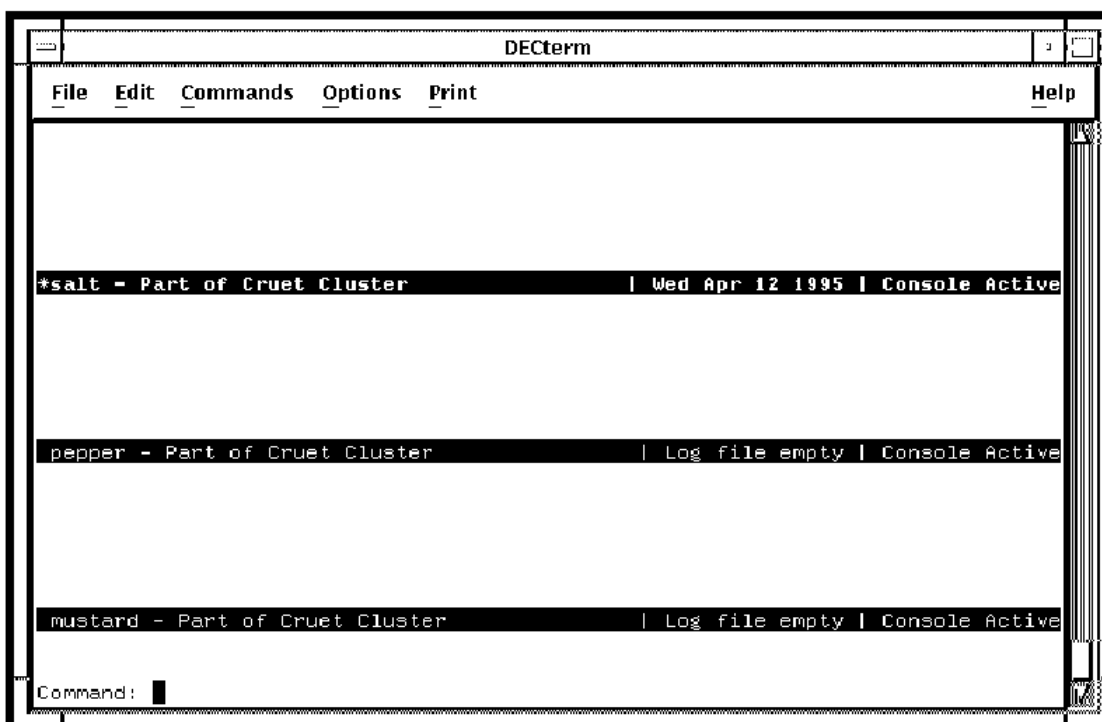 DECterm
File Edit Commands Options Print Help
*salt - Part of Cruet Cluster | Wed Apr 12 1995 | Console Active
pepper - Part of Cruet Cluster | Log file empty | Console Active
mustard - Part of Cruet Cluster | Log file empty | Console Active
Command: